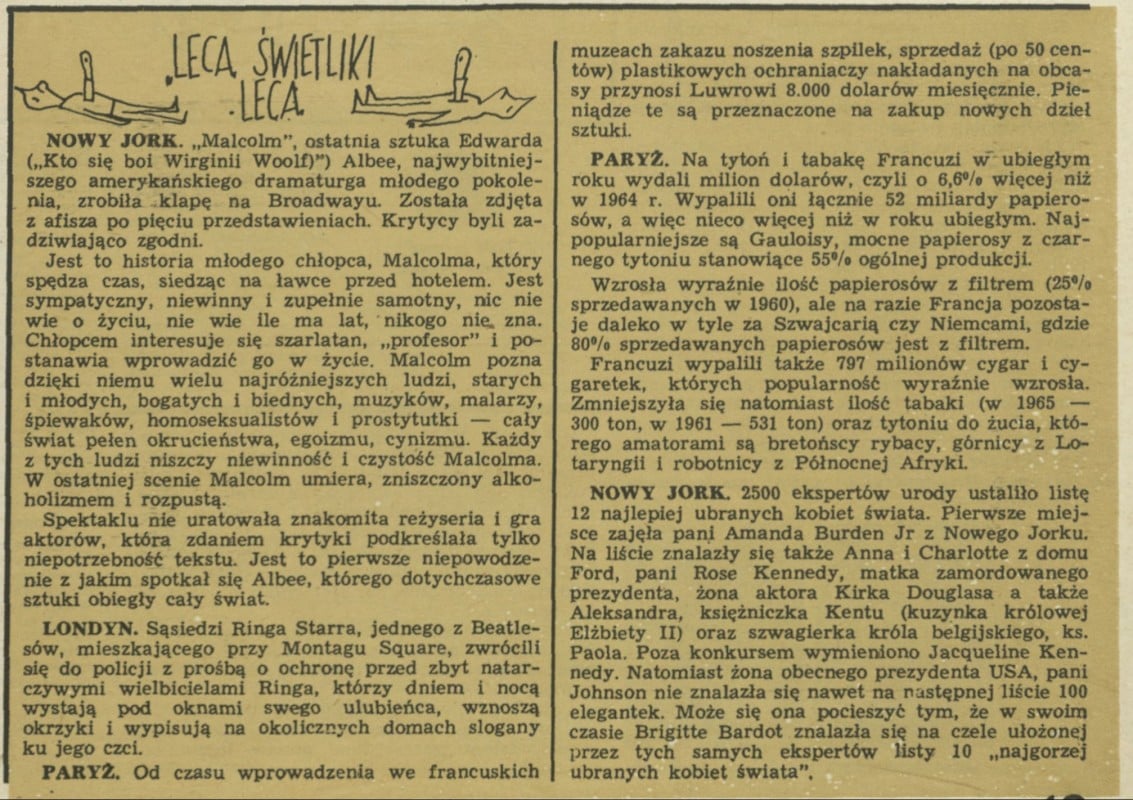 LECĄ ŚWIETLIKI
LECĄ
NOWY JORK. „Malcolm”, ostatnia sztuka Edwarda
(„Kto się boi Wirginii Woolf)”) Albee, najwybitniej-
szego amerykańskiego dramaturga młodego pokole-
nia, zrobiła klapę na Broadwayu. Została zdjęta
z afisza po pięciu przedstawieniach. Krytycy byli za-
dziwiająco zgodni.
Jest to historia młodego chłopca, Malcolma, który
spędza czas, siedząc na ławce przed hotelem. Jest
sympatyczny, niewinny i zupełnie samotny, nic nie
wie o życiu, nie wie ile ma lat, nikogo nie zna.
Chłopcem interesuje się szarlatan, „profesor” i po-
stanawia wprowadzić go w życie. Malcolm pozna
dzięki niemu wielu najróżniejszych ludzi, starych
i młodych, bogatych i biednych, muzyków, malarzy,
śpiewaków, homoseksualistów i prostytutki — cały
świat pełen okrucieństwa, egoizmu, cynizmu. Każdy
z tych ludzi niszczy niewinność i czystość Malcolma.
W ostatniej scenie Malcolm umiera, zniszczony alko-
holizmem i rozpustą.
Spektaklu nie uratowała znakomita reżyseria i gra
aktorów, która zdaniem krytyki podkreślała tylko
niepotrzebność tekstu. Jest to pierwsze niepowodze-
nie z jakim spotkał się Albee, którego dotychczasowe
sztuki obiegły cały świat.
LONDYN. Sąsiedzi Ringa Starra, jednego z Beatle-
sów, mieszkającego przy Montagu Square, zwrócili
się do policji z prośbą o ochronę przed zbyt natar-
czywymi wielbicielami Ringa, którzy dniem i nocą
wystają pod oknami swego ulubieńca, wznoszą
okrzyki i wypisują na okolicznych domach slogany
ku jego czci.
PARYŻ. Od czasu wprowadzenia we francuskich
muzeach zakazu noszenia szpilek, sprzedaż (po 50 cen-
tów) plastikowych ochraniaczy nakładanych na obca-
sy przynosi Luwrowi 8.000 dolarów miesięcznie. Pie-
niądze te są przeznaczone na zakup nowych dzieł
sztuki.
PARYŻ. Na tytoń i tabakę Francuzi w ubiegłym
roku wydali milion dolarów, czyli o 6,6% więcej niż
w 1964 r. Wypalili oni łącznie 52 miliardy papiero-
sów, a więc nieco więcej niż w roku ubiegłym. Naj-
popularniejsze są Gauloisy, mocne papierosy z czar-
nego tytoniu stanowiące 55% ogólnej produkcji.
Wzrosła wyraźnie ilość papierosów z filtrem (25%
sprzedawanych w 1960), ale na razie Francja pozosta-
je daleko w tyle za Szwajcarią czy Niemcami, gdzie
80% sprzedawanych papierosów jest z filtrem.
Francuzi wypalili także 797 milionów cygar i cy-
garetek, których popularność wyraźnie wzrosła.
Zmniejszyła się natomiast ilość tabaki (w 1965 —
300 ton, w 1961 — 531 ton) oraz tytoniu do żucia, któ-
rego amatorami są bretońscy rybacy, górnicy z Lo-
taryngii i robotnicy z Północnej Afryki.
NOWY JORK. 2500 ekspertów urody ustaliło listę
12 najlepiej ubranych kobiet świata. Pierwsze miej-
sce zajęła pani Amanda Burden Jr z Nowego Jorku.
Na liście znalazły się także Anna i Charlotte z domu
Ford, pani Rose Kennedy, matka zamordowanego
prezydenta, żona aktora Kirka Douglasa a także
Aleksandra, księżniczka Kentu (kuzynka królowej
Elżbiety II) oraz szwagierka króla belgijskiego, ks.
Paola. Poza konkursem wymieniono Jacqueline Ken-
nedy. Natomiast żona obecnego prezydenta USA, pani
Johnson nie znalazła się nawet na następnej liście 100
elegantek. Może się ona pocieszyć tym, że w swoim
czasie Brigitte Bardot znalazła się na czele ułożonej
przez tych samych ekspertów listy 10 „najgorzej
ubranych kobiet świata”.